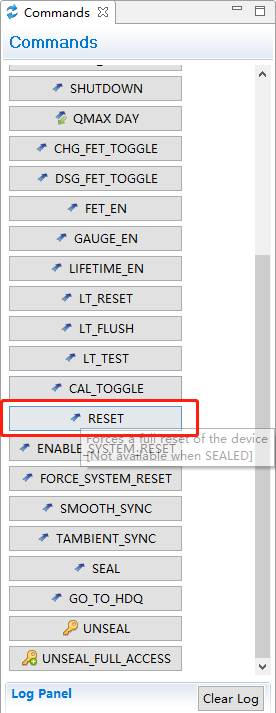 Commands
Commands
SHUTDOWN
QMAX DAY
CHG_FET_TOGGLE
DSG_FET_TOGGLE
FET_EN
GAUGE_EN
LIFETIME_EN
LT_RESET
LT_FLUSH
LT_TEST
CAL_TOGGLE
RESET
Forces a full reset of the device
[Not available when SEALED]
ENABLE_SYSTEM_RESET
FORCE_SYSTEM_RESET
SMOOTH_SYNC
TAMBIENT_SYNC
SEAL
GO_TO_HDQ
UNSEAL
UNSEAL_FULL_ACCESS
Log Panel
Clear Log